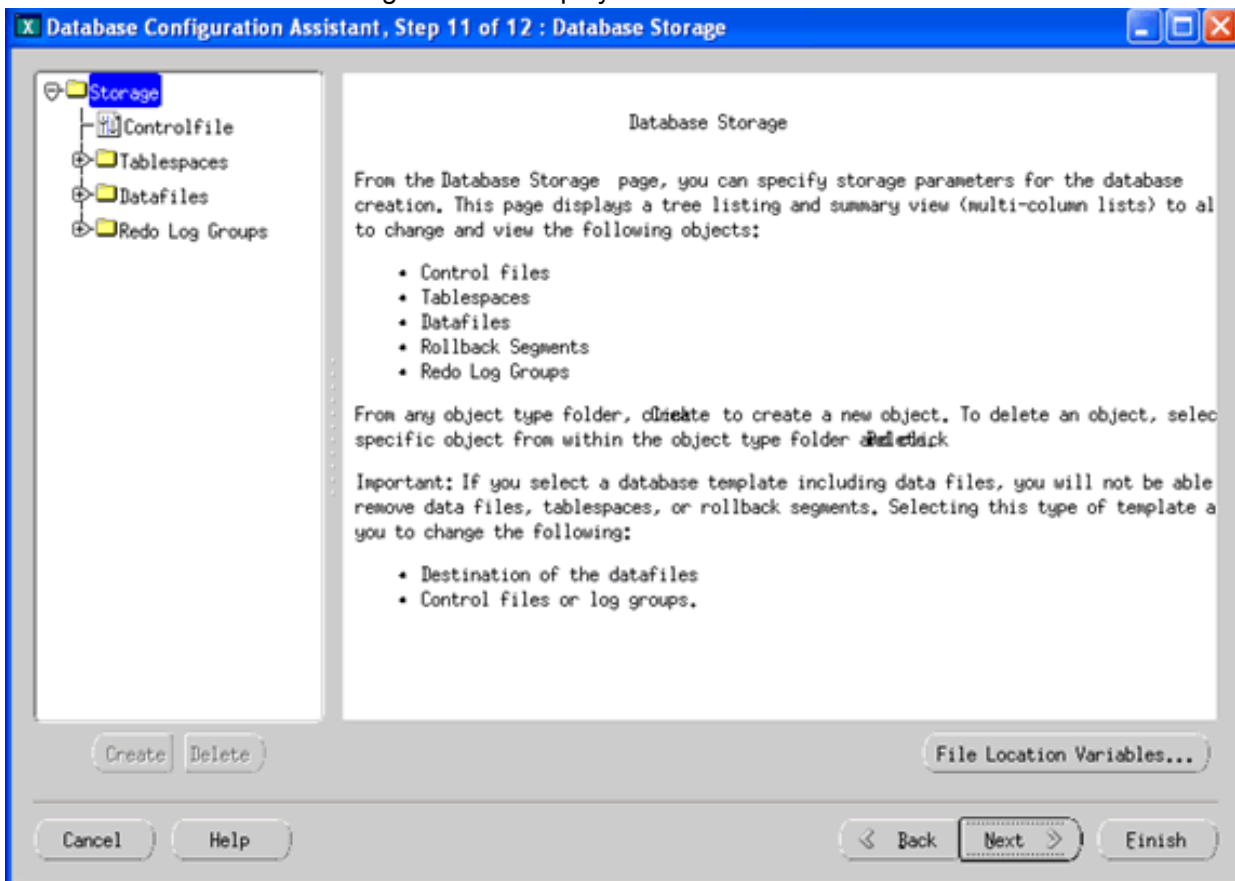 X Database Configuration Assistant, Step 11 of 12 : Database Storage
Storage
Controlfile
Tablespaces
Datafiles
Redo Log Groups
Database Storage
From the Database Storage page, you can specify storage parameters for the database
creation. This page displays a tree listing and summary view (multi-column lists) to al
to change and view the following objects:
• Control files
• Tablespaces
• Datafiles
• Rollback Segments
• Redo Log Groups
From any object type folder, to create a new object. To delete an object, selec
specific object from within the object type folder
Important: If you select a database template including data files, you will not be able
remove data files, tablespaces, or rollback segments. Selecting this type of template a
you to change the following:
• Destination of the datafiles
• Control files or log groups.
Create Delete
File Location Variables...
Cancel Help Back Next Finish